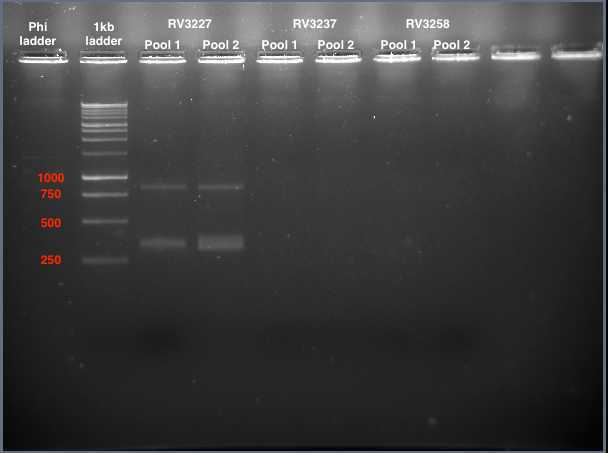 Phi ladder
1kb ladder
RV3227
RV3237
RV3258
Pool 1
Pool 2
Pool 1
Pool 2
Pool 1
Pool 2
1000
750
500
250